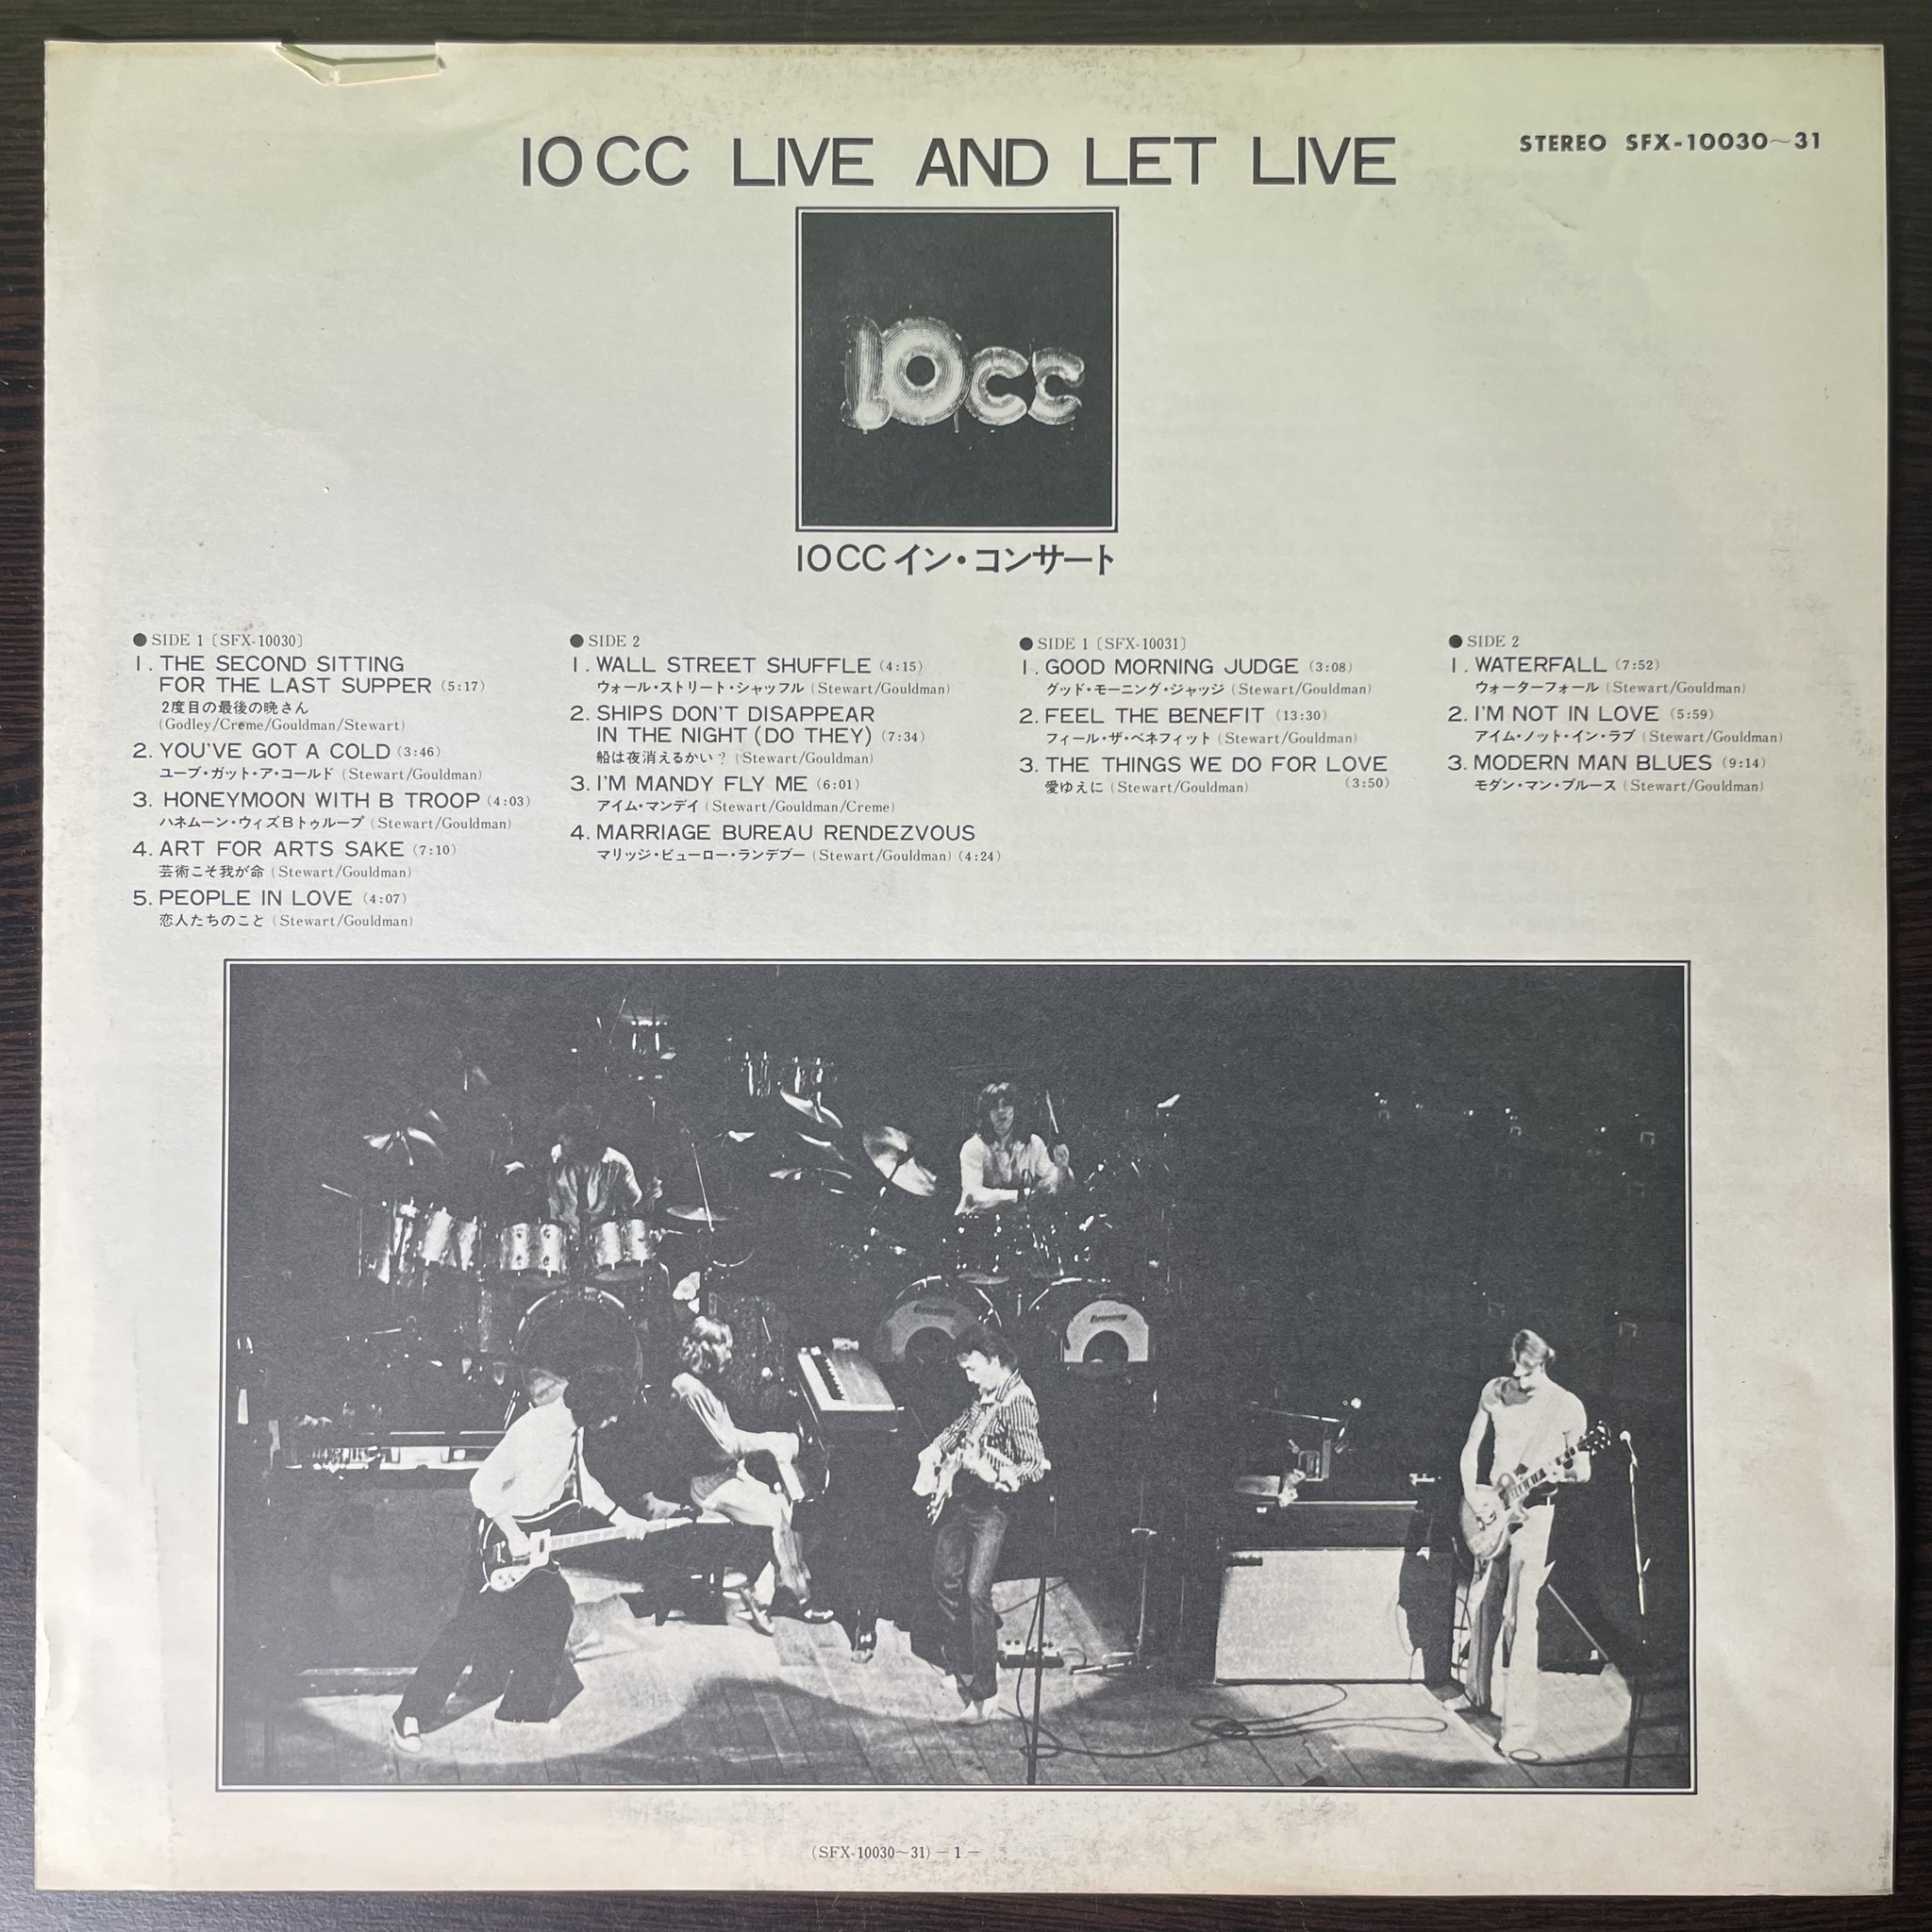 10CC LIVE AND LET LIVE
STEREO SFX-10030〜31
10cc
10CCイン・コンサート
●SIDE 1〔SFX-10030〕
1. THE SECOND SITTING
FOR THE LAST SUPPER (5:17)
2度目の最後の晩さん
(Godley/Creme/Gouldman/Stewart)
2. YOU'VE GOT A COLD (3:46)
ユーブ・ガット・ア・コールド (Stewart/Gouldman)
3. HONEYMOON WITH B TROOP (4:03)
ハネムーン・ウィズBトゥループ (Stewart/Gouldman)
4. ART FOR ARTS SAKE (7:10)
芸術こそ我が命 (Stewart/Gouldman)
5. PEOPLE IN LOVE (4:07)
恋人たちのこと (Stewart/Gouldman)
●SIDE 2
1. WALL STREET SHUFFLE (4:15)
ウォール・ストリート・シャッフル (Stewart/Gouldman)
2. SHIPS DON'T DISAPPEAR
IN THE NIGHT (DO THEY) (7:34)
船は夜消えるかい? (Stewart/Gouldman)
3. I'M MANDY FLY ME (6:01)
アイム・マンデイ (Stewart/Gouldman/Creme)
4. MARRIAGE BUREAU RENDEZVOUS
マリッジ・ビューロー・ランデブー (Stewart/Gouldman) (4:24)
●SIDE 1〔SFX-10031〕
1. GOOD MORNING JUDGE (3:08)
グッド・モーニング・ジャッジ (Stewart/Gouldman)
2. FEEL THE BENEFIT (13:30)
フィール・ザ・ベネフィット (Stewart/Gouldman)
3. THE THINGS WE DO FOR LOVE
愛ゆえに (Stewart/Gouldman) (3:50)
●SIDE 2
1. WATERFALL (7:52)
ウォーターフォール (Stewart/Gouldman)
2. I'M NOT IN LOVE (5:59)
アイム・ノット・イン・ラブ (Stewart/Gouldman)
3. MODERN MAN BLUES (9:14)
モダン・マン・ブルース (Stewart/Gouldman)
(SFX-10030〜31) — 1 —